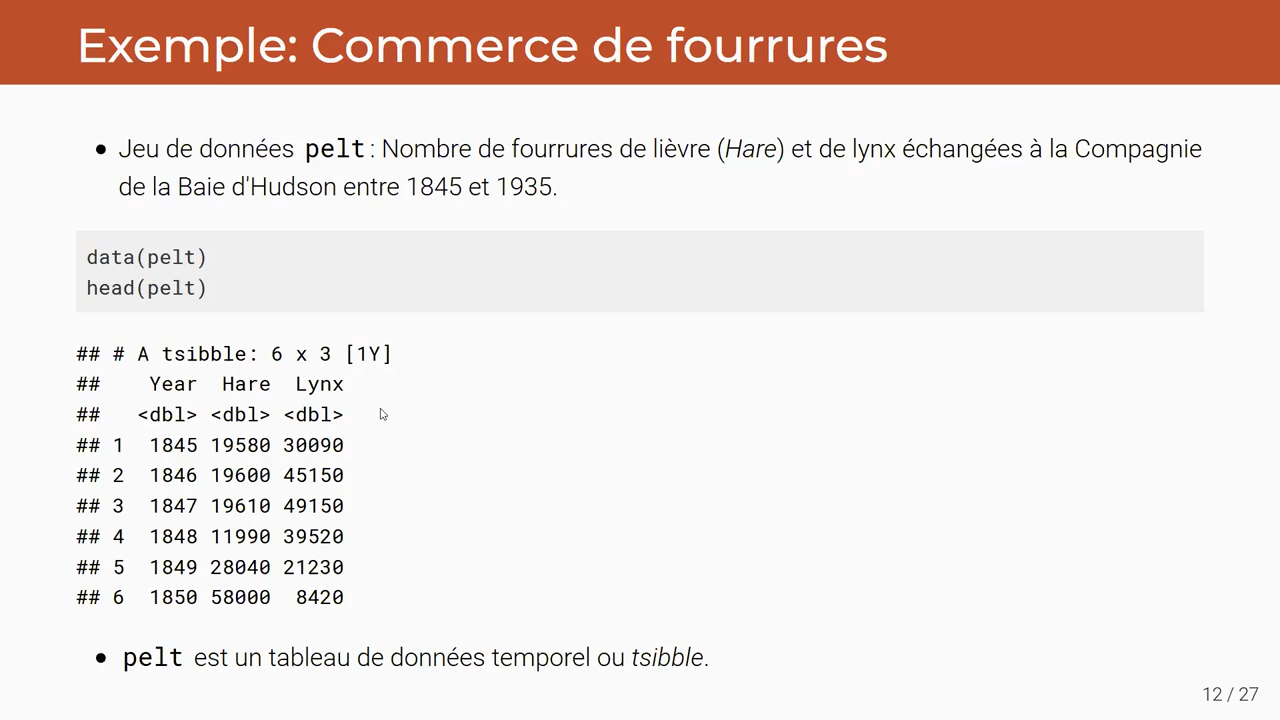 Exemple: Commerce de fourrures
• Jeu de données pelt: Nombre de fourrures de lièvre (Hare) et de lynx échangées à la Compagnie
de la Baie d'Hudson entre 1845 et 1935.
data(pelt)
head(pelt)
## # A tsibble: 6 x 3 [1Y]
##    Year  Hare  Lynx
##   <dbl> <dbl> <dbl>
## 1  1845 19580 30090
## 2  1846 19600 45150
## 3  1847 19610 49150
## 4  1848 11990 39520
## 5  1849 28040 21230
## 6  1850 58000  8420
• pelt est un tableau de données temporel ou tsibble.
12 / 27